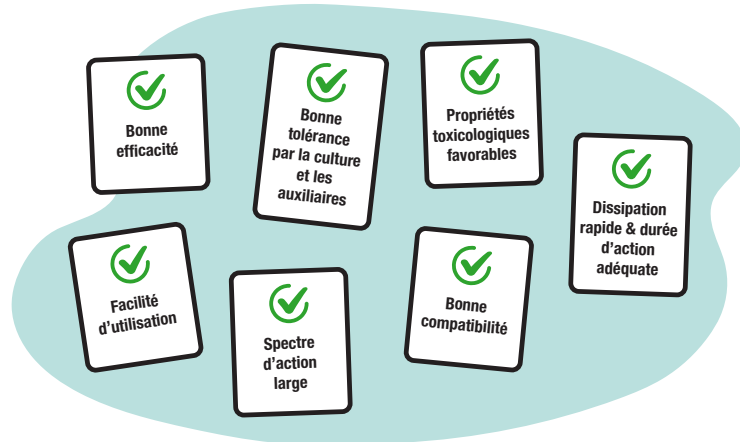 Bonne
efficacité
Bonne
tolérance
par la culture
et les
auxiliaires
Propriétés
toxicologiques
favorables
Dissipation
rapide & durée
d'action
adéquate
Facilité
d'utilisation
Spectre
d'action
large
Bonne
compatibilité